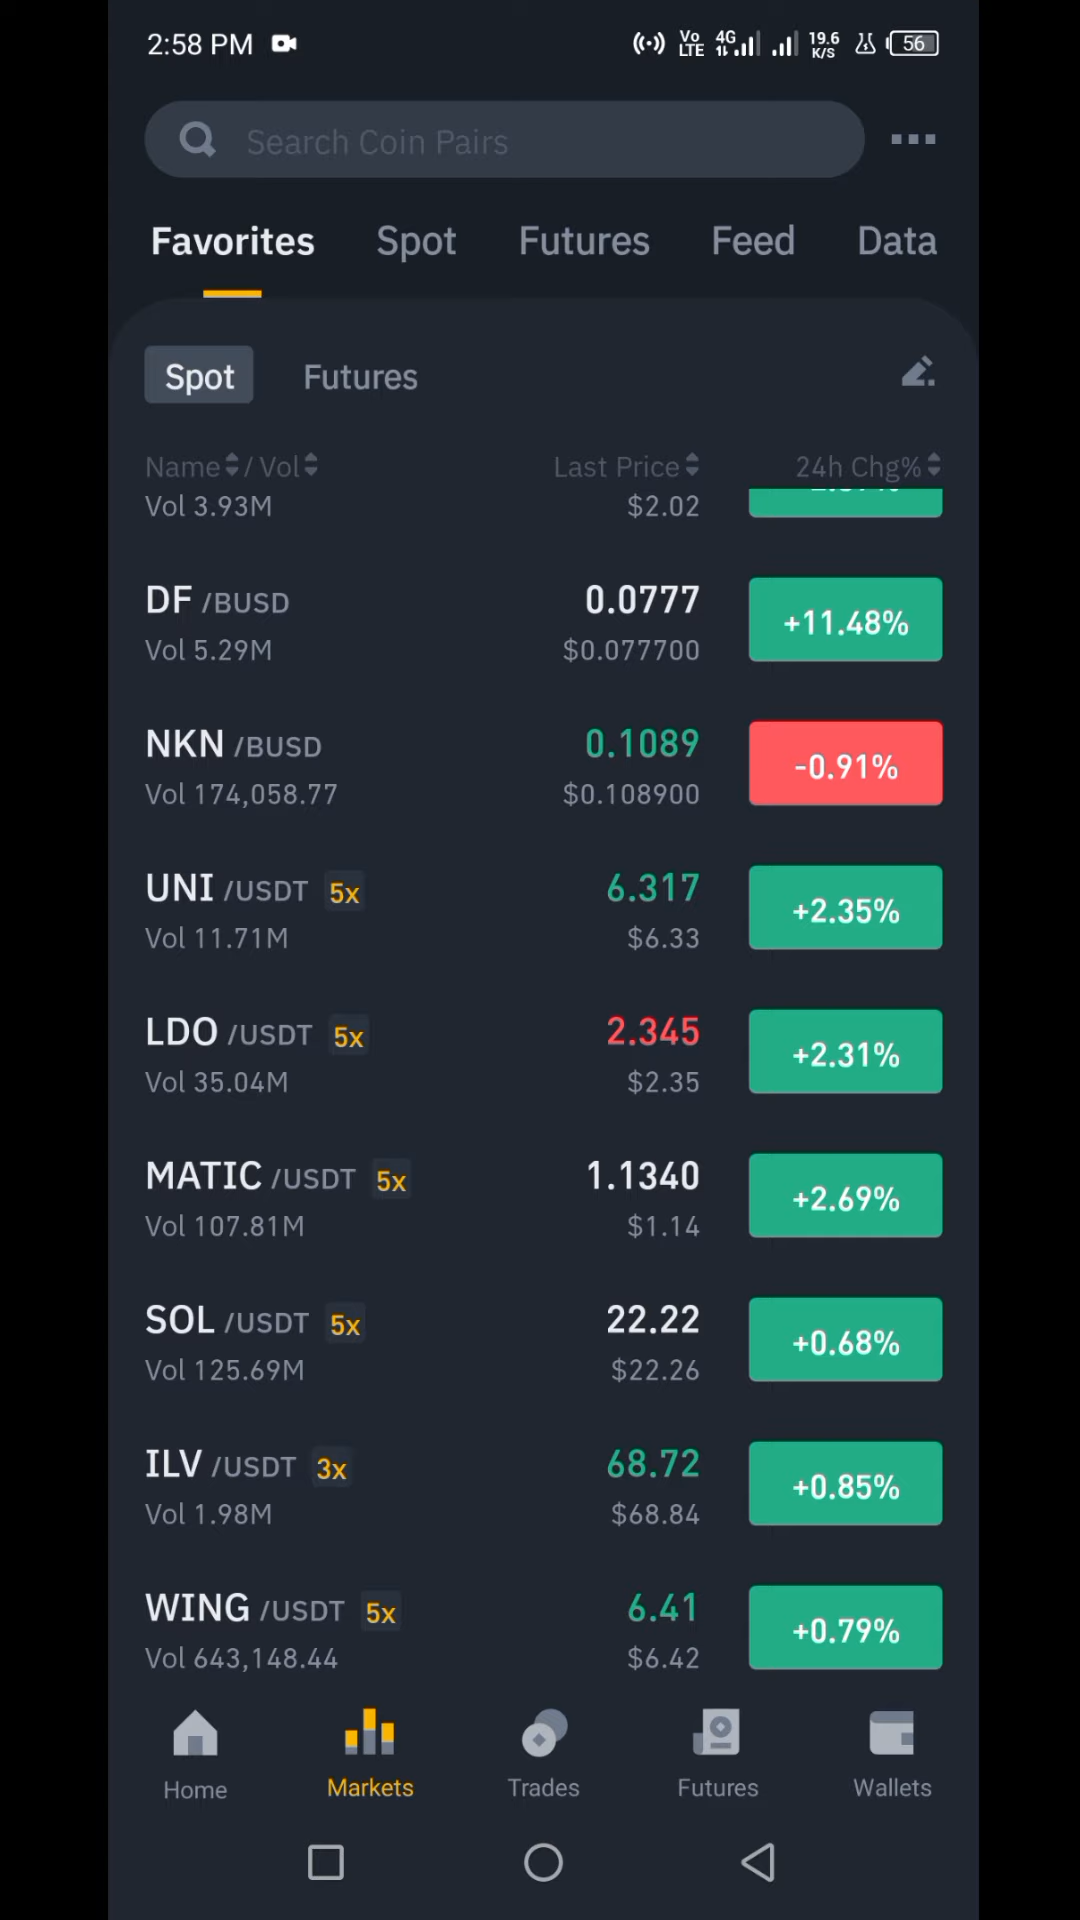 2:58 PM Vo LTE 4G 19.6 K/S 56
Search Coin Pairs
Favorites Spot Futures Feed Data
Spot Futures
Name / Vol Last Price 24h Chg%
Vol 3.93M $2.02
DF /BUSD 0.0777 +11.48%
Vol 5.29M $0.077700
NKN /BUSD 0.1089 -0.91%
Vol 174,058.77 $0.108900
UNI /USDT 5x 6.317 +2.35%
Vol 11.71M $6.33
LDO /USDT 5x 2.345 +2.31%
Vol 35.04M $2.35
MATIC /USDT 5x 1.1340 +2.69%
Vol 107.81M $1.14
SOL /USDT 5x 22.22 +0.68%
Vol 125.69M $22.26
ILV /USDT 3x 68.72 +0.85%
Vol 1.98M $68.84
WING /USDT 5x 6.41 +0.79%
Vol 643,148.44 $6.42
Home Markets Trades Futures Wallets